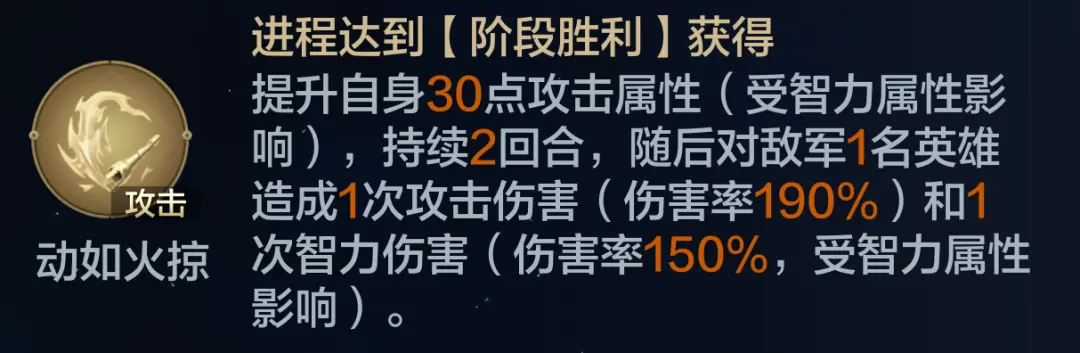 进程达到【阶段胜利】获得
提升自身30点攻击属性（受智力属性影
响），持续2回合，随后对敌军1名英雄
造成1次攻击伤害（伤害率190%）和1
次智力伤害（伤害率150%，受智力属性
影响）。
攻击
动如火掠